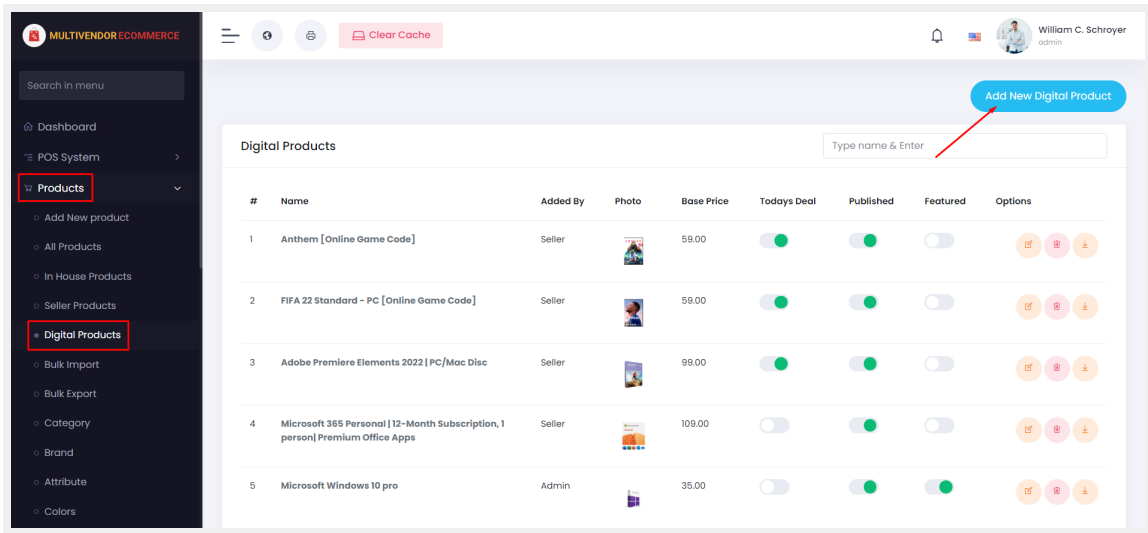 MULTIVENDOR ECOMMERCE
Clear Cache
William C. Schroyer
admin
Search in menu
Add New Digital Product
Dashboard
POS System
Products
Add New product
All Products
In House Products
Seller Products
Digital Products
Bulk Import
Bulk Export
Category
Brand
Attribute
Colors
Digital Products
Type name & Enter
# Name Added By Photo Base Price Todays Deal Published Featured Options
1 Anthem [Online Game Code] Seller 59.00
2 FIFA 22 Standard - PC [Online Game Code] Seller 59.00
3 Adobe Premiere Elements 2022 | PC/Mac Disc Seller 99.00
4 Microsoft 365 Personal | 12-Month Subscription, 1 Seller 109.00
person| Premium Office Apps
5 Microsoft Windows 10 pro Admin 35.00